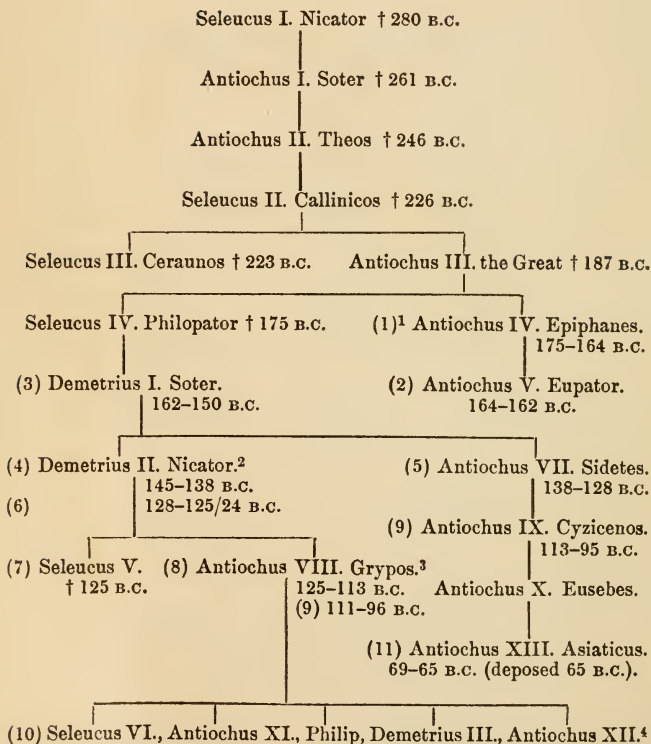 Seleucus I. Nicator † 280 B.C.
Antiochus I. Soter † 261 B.C.
Antiochus II. Theos † 246 B.C.
Seleucus II. Callinicos † 226 B.C.
Seleucus III. Ceraunos † 223 B.C. Antiochus III. the Great † 187 B.C.
Seleucus IV. Philopator † 175 B.C. (1)¹ Antiochus IV. Epiphanes.
175–164 B.C.
(3) Demetrius I. Soter. (2) Antiochus V. Eupator.
162–150 B.C. 164–162 B.C.
(4) Demetrius II. Nicator.² (5) Antiochus VII. Sidetes.
145–138 B.C. 138–128 B.C.
(6) 128–125/24 B.C. (9) Antiochus IX. Cyzicenos.
113–95 B.C.
(7) Seleucus V. (8) Antiochus VIII. Grypos.³
† 125 B.C. 125–113 B.C. Antiochus X. Eusebes.
(9) 111–96 B.C.
(11) Antiochus XIII. Asiaticus.
69–65 B.C. (deposed 65 B.C.).
(10) Seleucus VI., Antiochus XI., Philip, Demetrius III., Antiochus XII.⁴